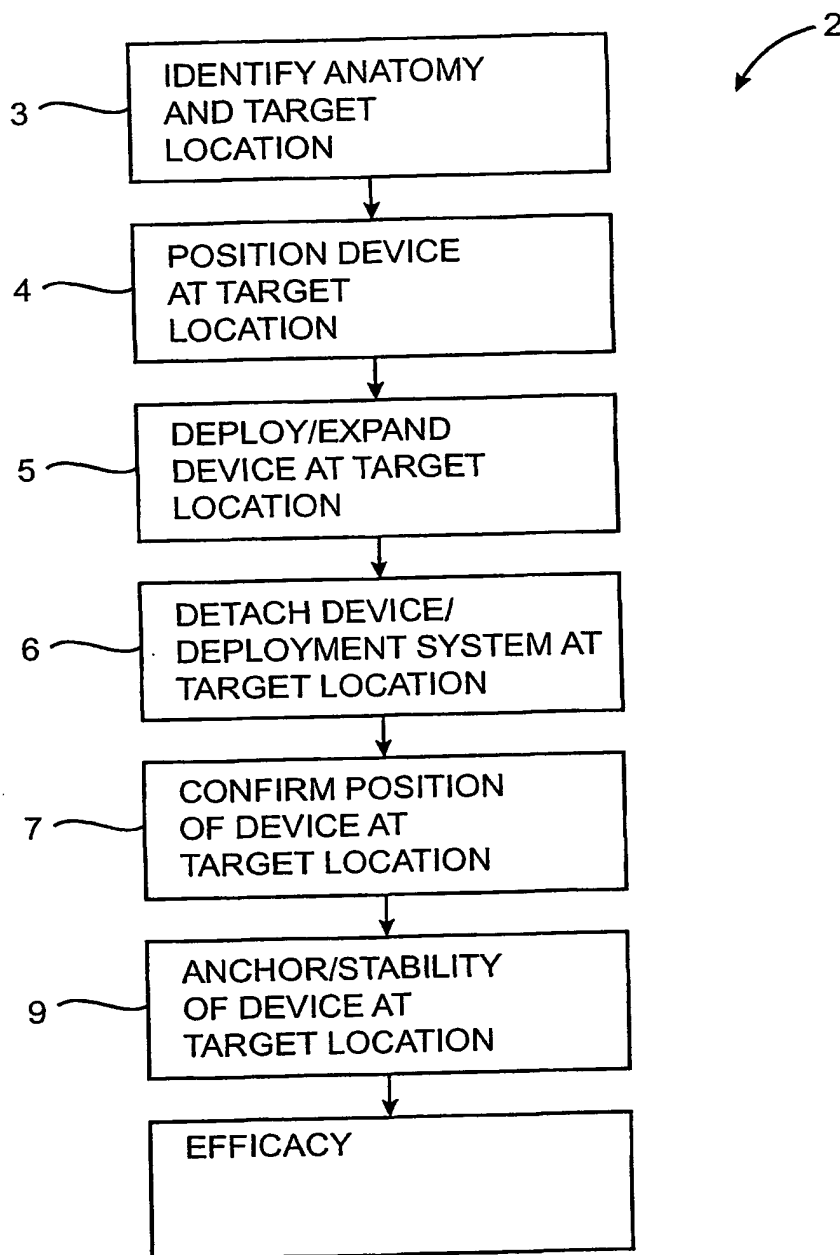 2
3
IDENTIFY ANATOMY
AND TARGET
LOCATION
4
POSITION DEVICE
AT TARGET
LOCATION
5
DEPLOY/EXPAND
DEVICE AT TARGET
LOCATION
6
DETACH DEVICE/
DEPLOYMENT SYSTEM AT
TARGET LOCATION
7
CONFIRM POSITION
OF DEVICE AT
TARGET LOCATION
9
ANCHOR/STABILITY
OF DEVICE AT
TARGET LOCATION
EFFICACY